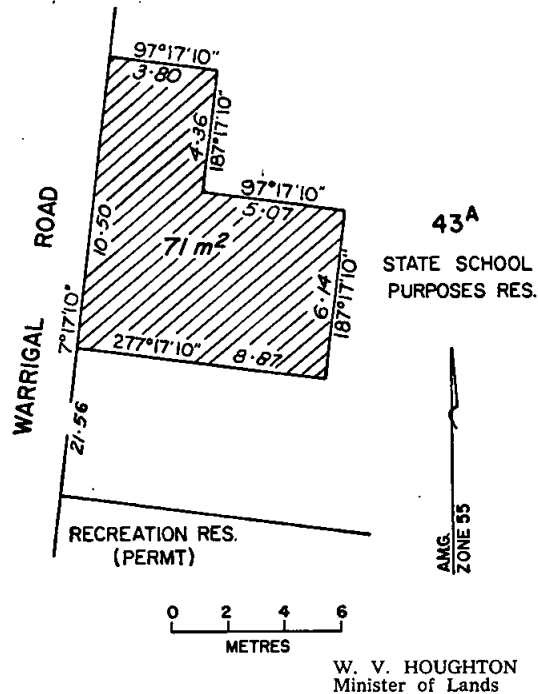 97°17'10"
3·80
4·36
187°17'10"
97°17'10"
5·07
10·50
71 m²
6·14
187°17'10"
277°17'10"
8·87
7°17'10"
21·56
WARRIGAL ROAD
43ᴬ
STATE SCHOOL
PURPOSES RES.
RECREATION RES.
(PERMT)
AMG
ZONE 55
0 2 4 6
METRES
W. V. HOUGHTON
Minister of Lands